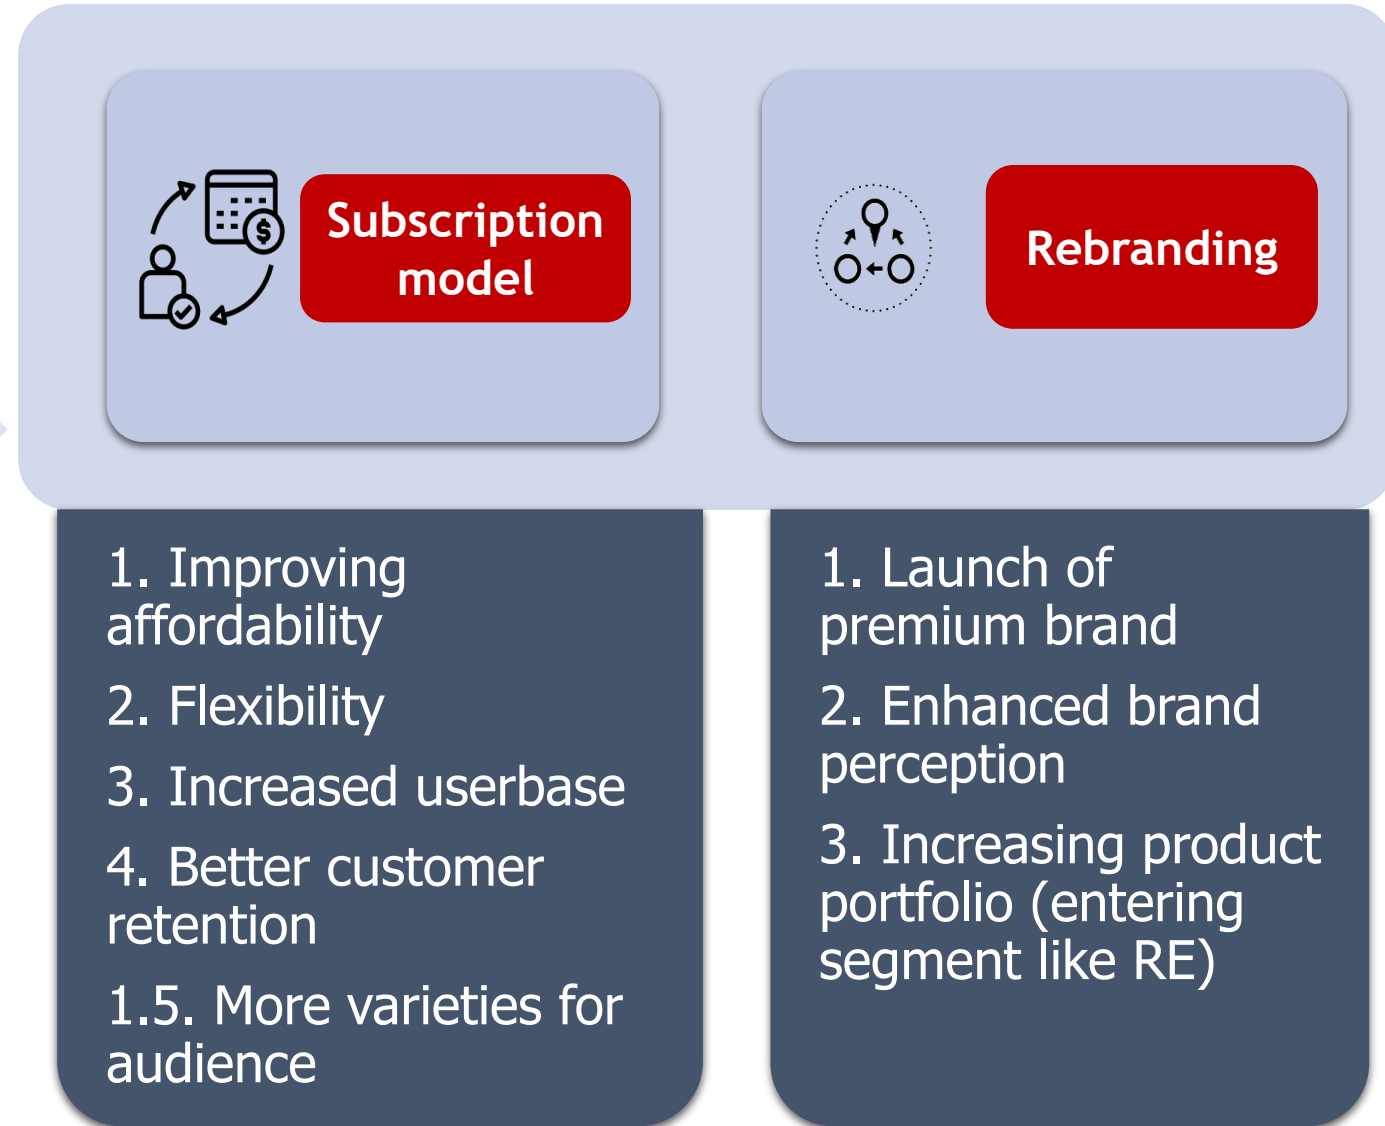 Subscription
model
Rebranding
1. Improving
affordability
2. Flexibility
3. Increased userbase
4. Better customer
retention
1.5. More varieties for
audience
1. Launch of
premium brand
2. Enhanced brand
perception
3. Increasing product
portfolio (entering
segment like RE)